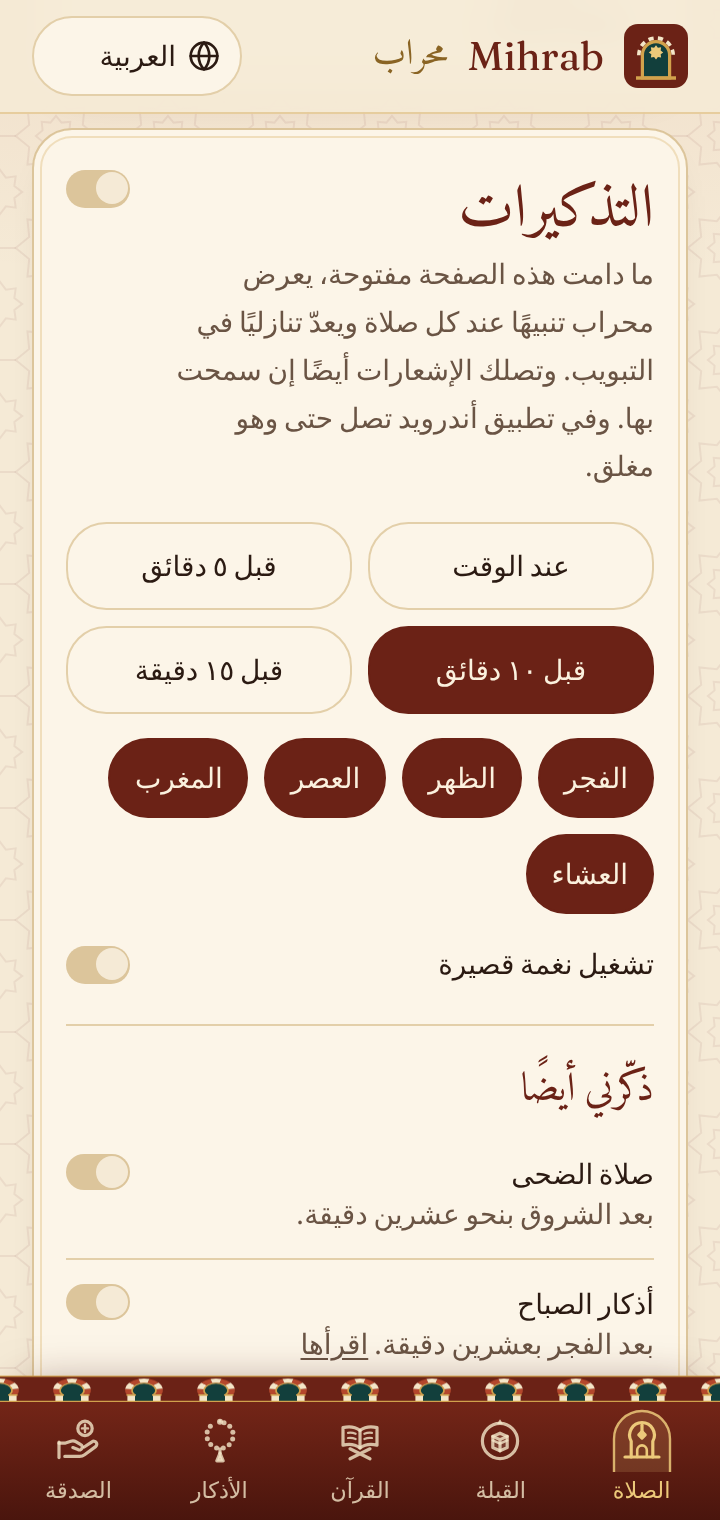 Mihrab محراب
العربية
التذكيرات
ما دامت هذه الصفحة مفتوحة، يعرض
محراب تنبيهًا عند كل صلاة ويعدّ تنازليًا في
التبويب. وتصلك الإشعارات أيضًا إن سمحت
بها. وفي تطبيق أندرويد تصل حتى وهو
مغلق.
عند الوقت
قبل ٥ دقائق
قبل ١٠ دقائق
قبل ١٥ دقيقة
الفجر
الظهر
العصر
المغرب
العشاء
تشغيل نغمة قصيرة
ذكّرني أيضًا
صلاة الضحى
بعد الشروق بنحو عشرين دقيقة.
أذكار الصباح
بعد الفجر بعشرين دقيقة. اقرأها
الصلاة
القبلة
القرآن
الأذكار
الصدقة